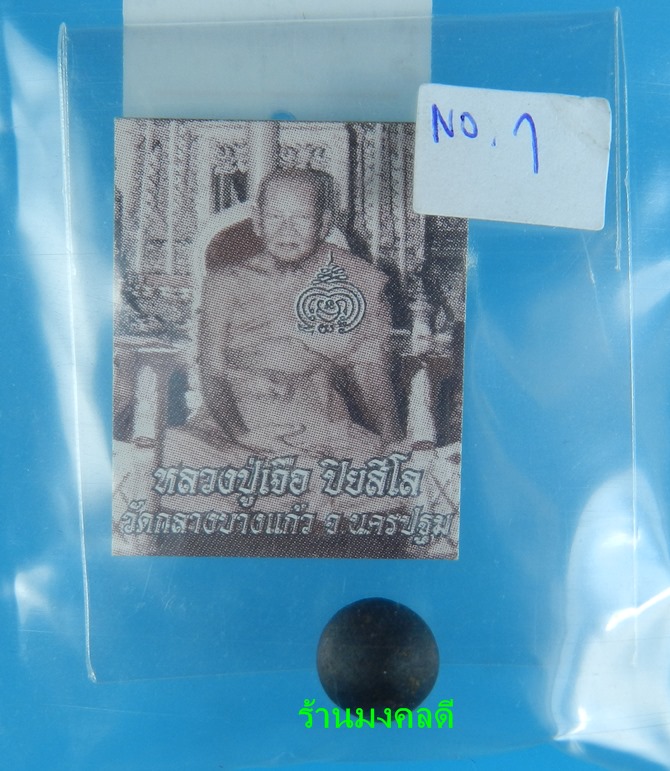 NO. 7
หลวงปู่เจือ ปิยสีโล
วัดกลางบางแก้ว จ.นครปฐม
ร้านมงคลดี